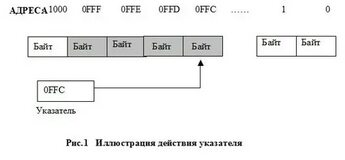 АДРЕСА 1000 0FFF 0FFE 0FFD 0FFC ...... 1 0
Байт Байт Байт Байт Байт Байт Байт
0FFC
Указатель
Рис.1 Иллюстрация действия указателя